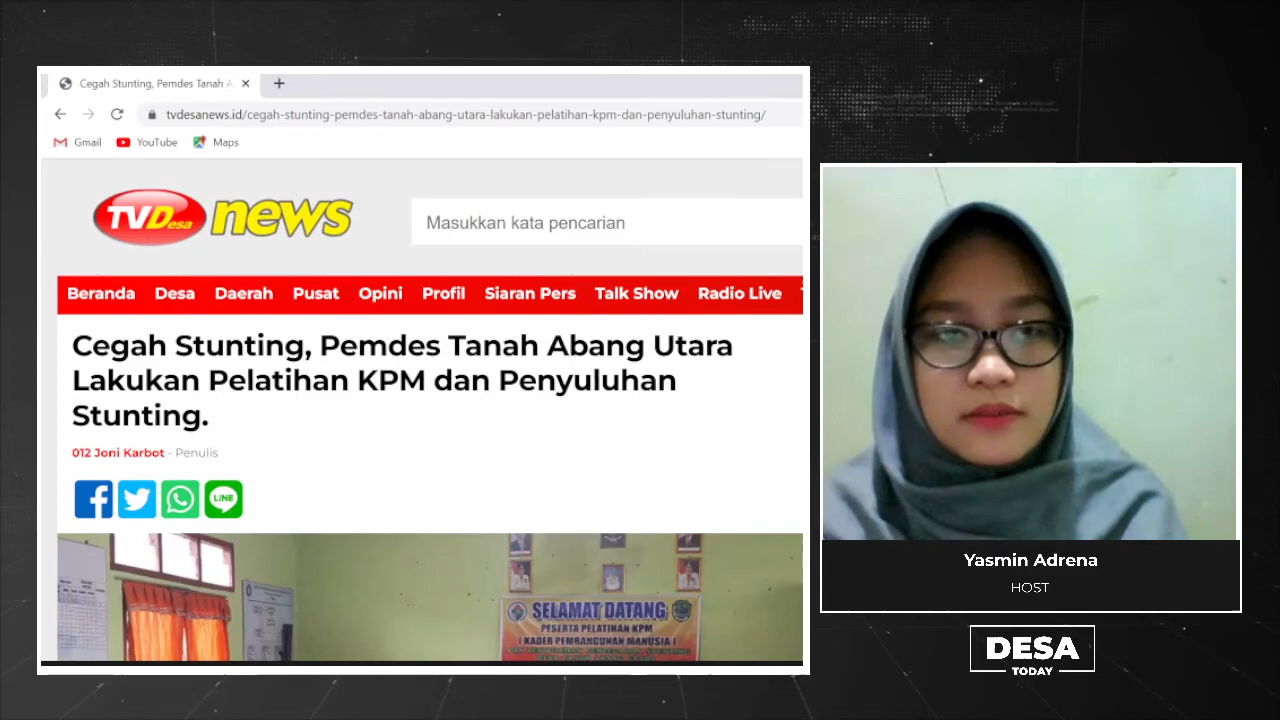 Cegah Stunting, Pemdes Tanah A
tvdesanews.id/cegah-stunting-pemdes-tanah-abang-utara-lakukan-pelatihan-kpm-dan-penyuluhan-stunting/
Gmail YouTube Maps
TVDesa news
Masukkan kata pencarian
Beranda Desa Daerah Pusat Opini Profil Siaran Pers Talk Show Radio Live
Cegah Stunting, Pemdes Tanah Abang Utara
Lakukan Pelatihan KPM dan Penyuluhan
Stunting.
012 Joni Karbot - Penulis
LINE
SELAMAT DATANG
PESERTA PELATIHAN KPM
( KADER PEMBANGUNAN MANUSIA )
Yasmin Adrena
HOST
DESA
TODAY